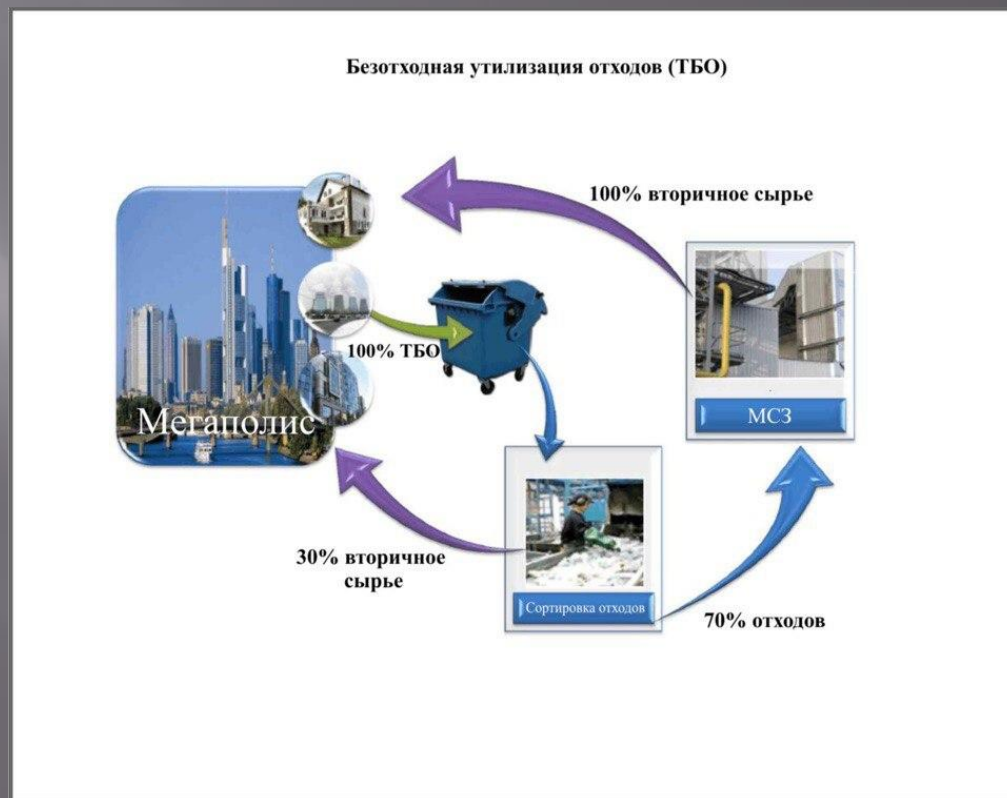 Безотходная утилизация отходов (ТБО)
100% вторичное сырье
100% ТБО
МСЗ
Мегаполис
30% вторичное
сырье
Сортировка отходов
70% отходов